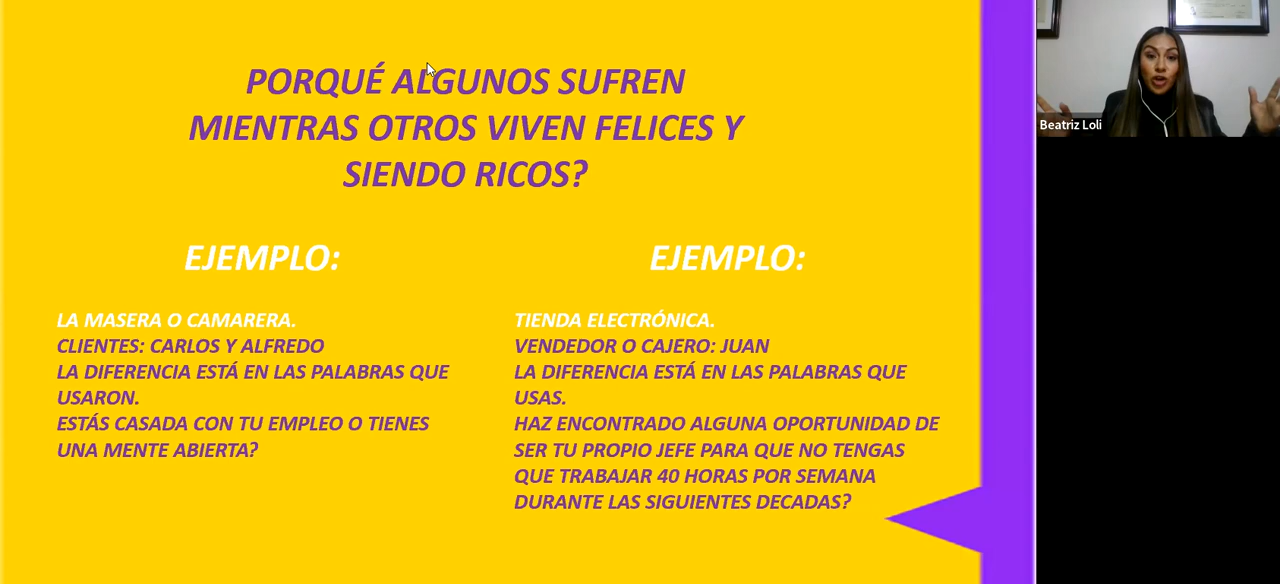 PORQUÉ ALGUNOS SUFREN
MIENTRAS OTROS VIVEN FELICES Y
SIENDO RICOS?
EJEMPLO:
LA MASERA O CAMARERA.
CLIENTES: CARLOS Y ALFREDO
LA DIFERENCIA ESTÁ EN LAS PALABRAS QUE
USARON.
ESTÁS CASADA CON TU EMPLEO O TIENES
UNA MENTE ABIERTA?
EJEMPLO:
TIENDA ELECTRÓNICA.
VENDEDOR O CAJERO: JUAN
LA DIFERENCIA ESTÁ EN LAS PALABRAS QUE
USAS.
HAZ ENCONTRADO ALGUNA OPORTUNIDAD DE
SER TU PROPIO JEFE PARA QUE NO TENGAS
QUE TRABAJAR 40 HORAS POR SEMANA
DURANTE LAS SIGUIENTES DECADAS?
Beatriz Loli